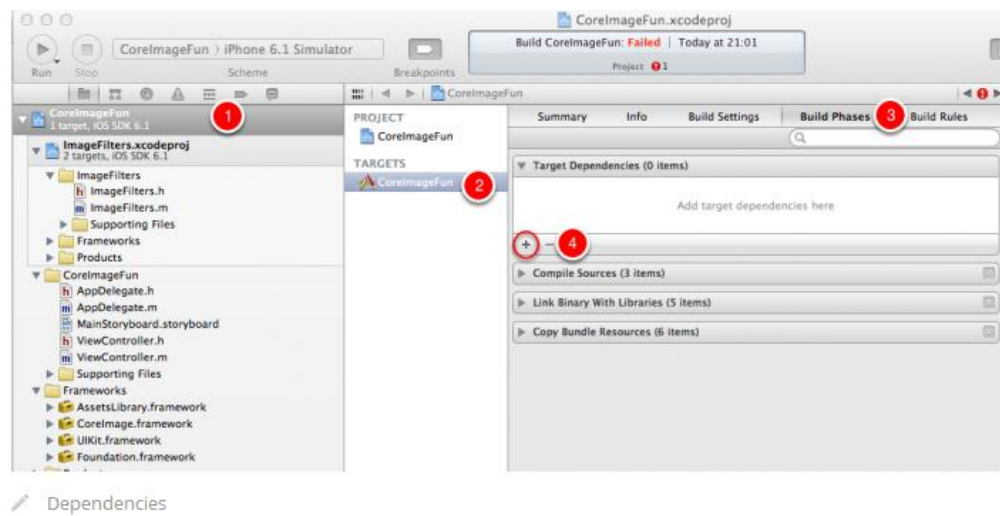 CoreImageFun.xcodeproj
CoreImageFun 〉 iPhone 6.1 Simulator
Build CoreImageFun: Failed | Today at 21:01
Project: 1
Run Stop Scheme Breakpoints
CoreImageFun
CoreImageFun
1 target, iOS SDK 6.1
1
ImageFilters.xcodeproj
2 targets, iOS SDK 6.1
ImageFilters
h ImageFilters.h
m ImageFilters.m
Supporting Files
Frameworks
Products
CoreImageFun
h AppDelegate.h
m AppDelegate.m
MainStoryboard.storyboard
h ViewController.h
m ViewController.m
Supporting Files
Frameworks
AssetsLibrary.framework
CoreImage.framework
UIKit.framework
Foundation.framework
PROJECT
CoreImageFun
TARGETS
CoreImageFun 2
Summary Info Build Settings Build Phases 3 Build Rules
Target Dependencies (0 items)
Add target dependencies here
+ − 4
Compile Sources (3 items)
Link Binary With Libraries (5 items)
Copy Bundle Resources (6 items)
Dependencies